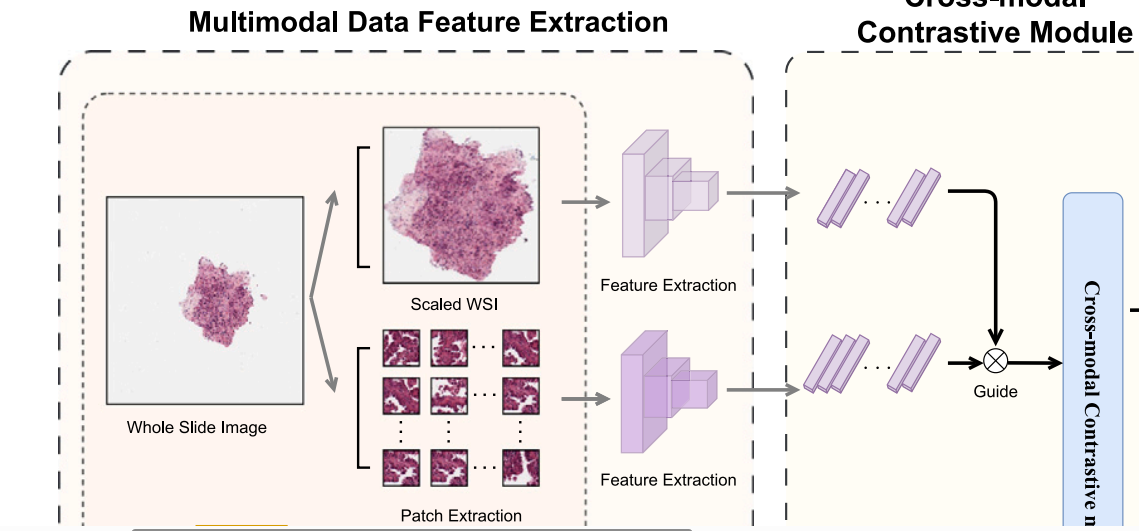 Multimodal Data Feature Extraction
Cross-modal
Contrastive Module
Whole Slide Image
Scaled WSI
Patch Extraction
Feature Extraction
Feature Extraction
Guide
Cross-modal Contrastive